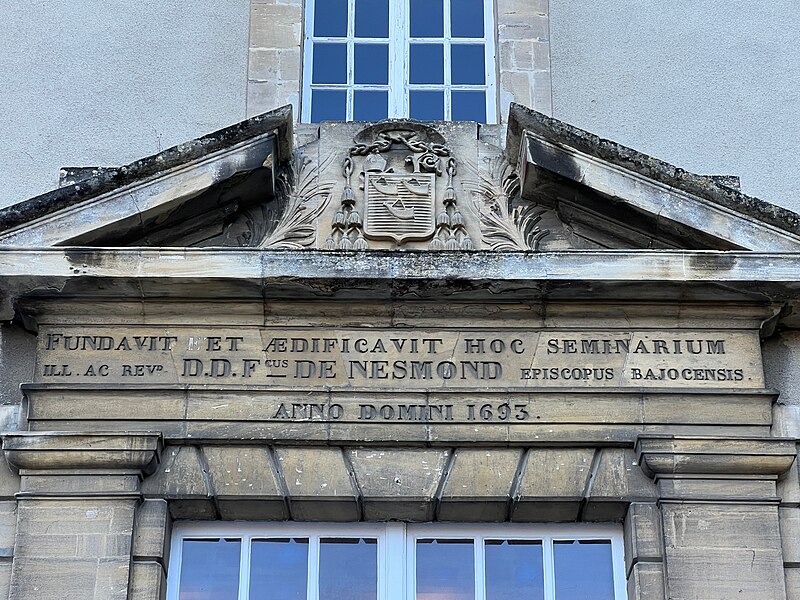 FUNDAVIT ET ÆDIFICAVIT HOC SEMINARIUM
ILL. AC REVD. D.D.FCUS DE NESMOND EPISCOPUS BAJOCENSIS.
ANNO DOMINI 1693.